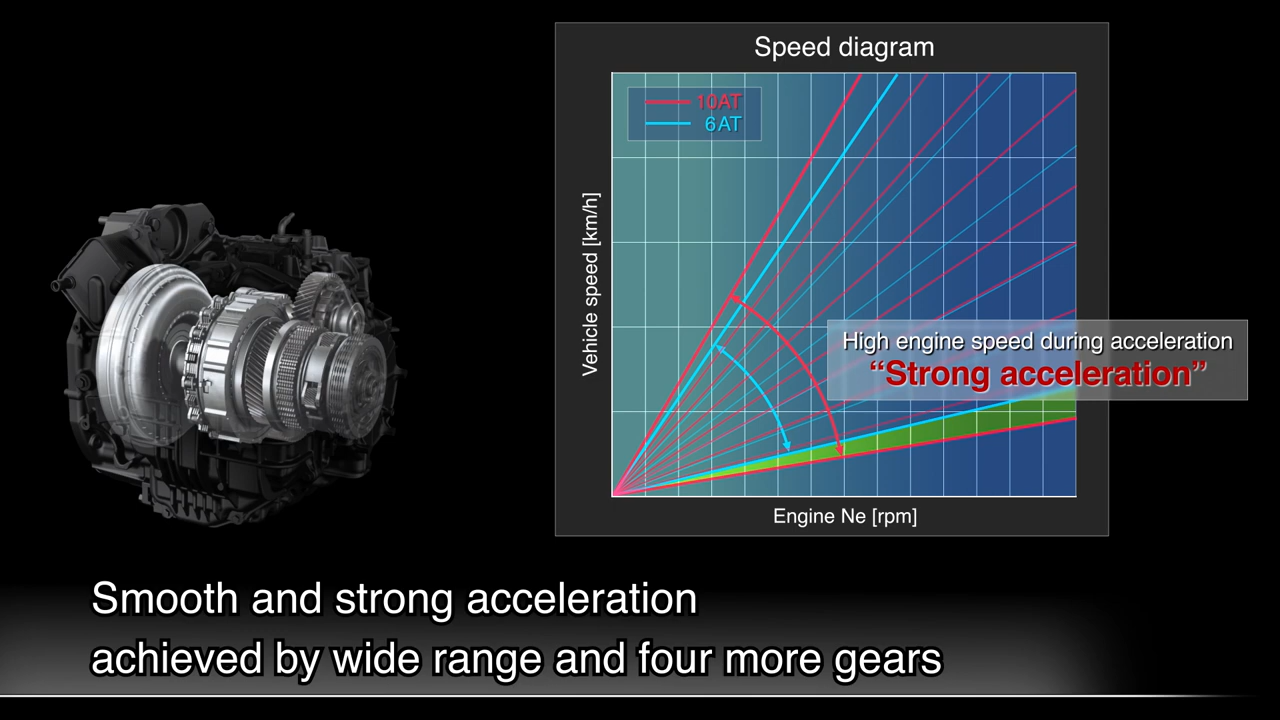 Speed diagram
10AT
6AT
Vehicle speed [km/h]
High engine speed during acceleration
“Strong acceleration”
Engine Ne [rpm]
Smooth and strong acceleration
achieved by wide range and four more gears